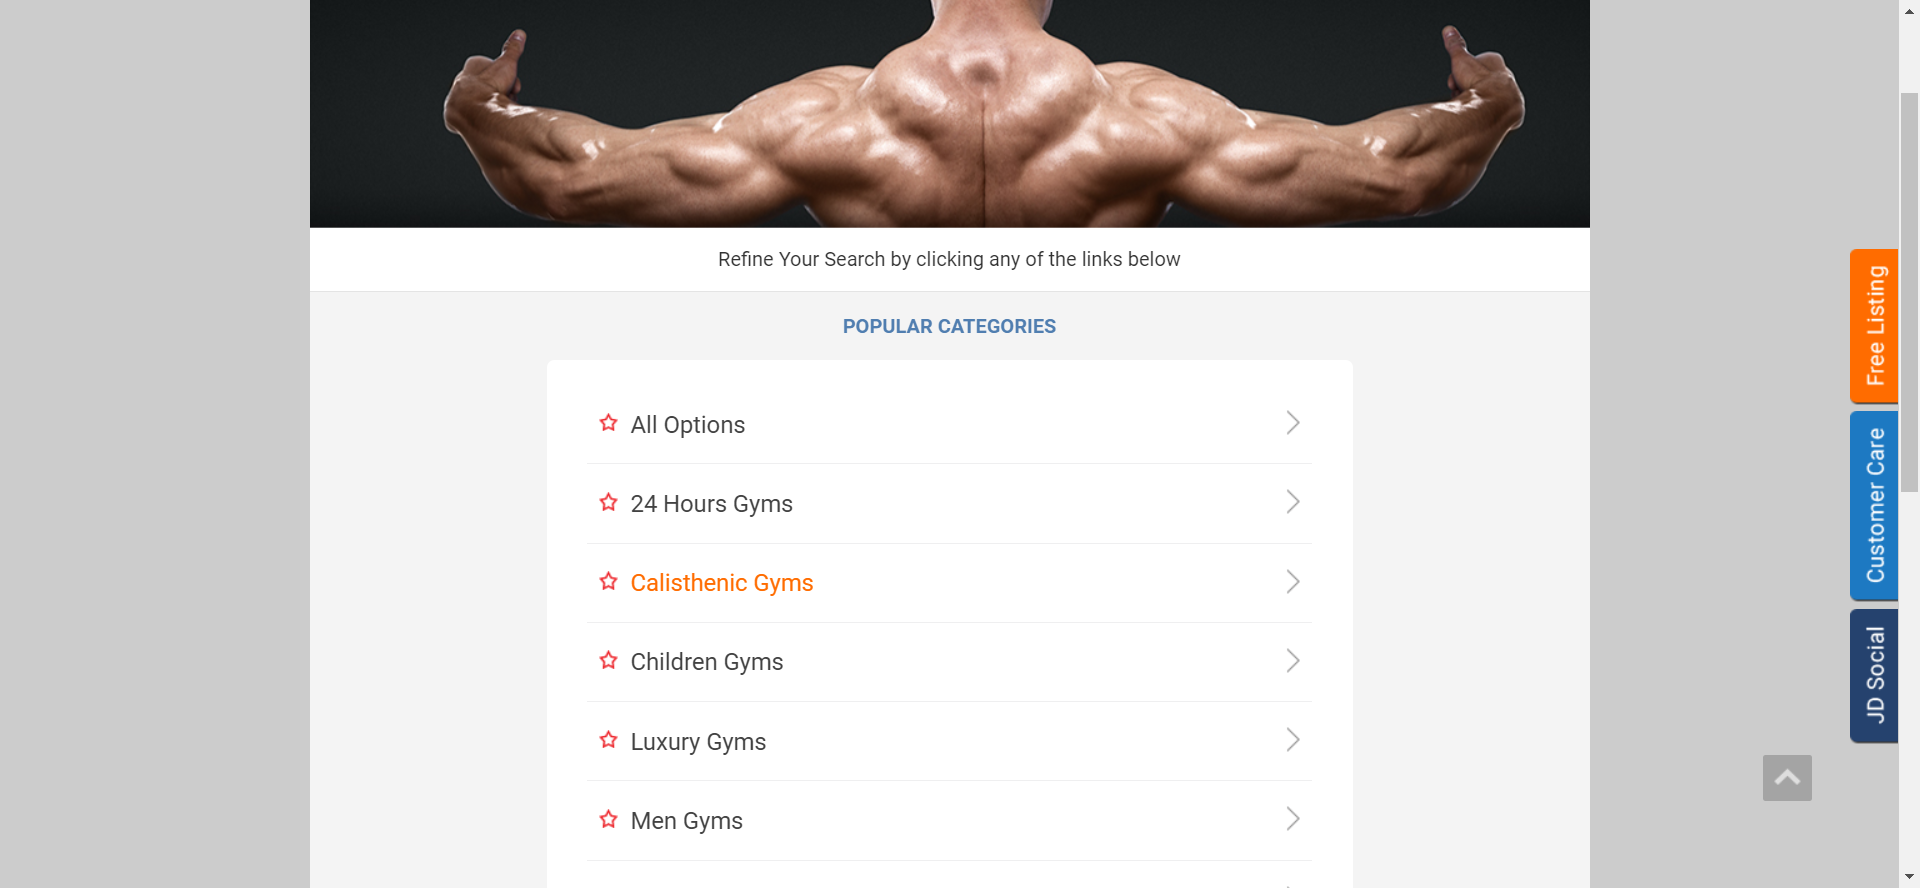 Refine Your Search by clicking any of the links below
POPULAR CATEGORIES
All Options
24 Hours Gyms
Calisthenic Gyms
Children Gyms
Luxury Gyms
Men Gyms
Free Listing
Customer Care
JD Social